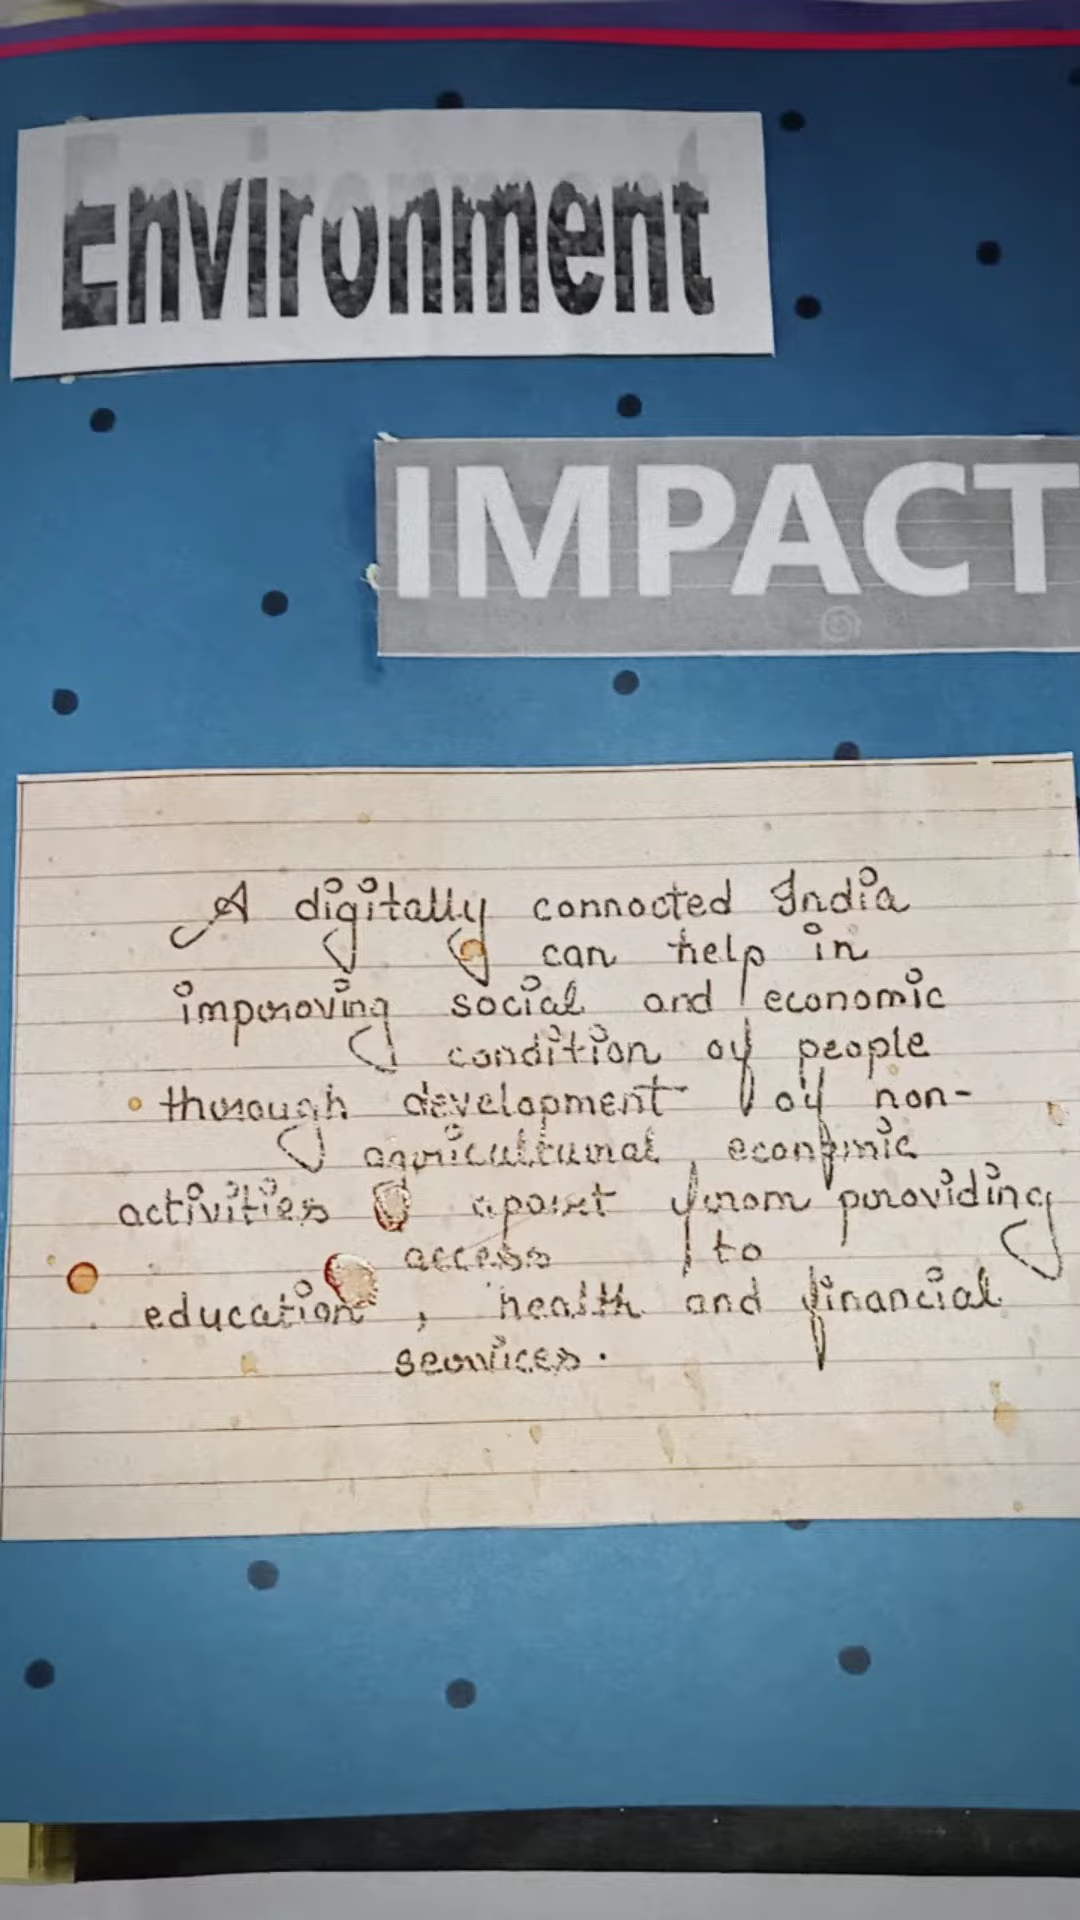 Environment
IMPACT
A digitally connocted India
can help in
improving social and economic
condition of people
through development of non-
agricultural economic
activities apart from providing
access to
education, health and financial
services.